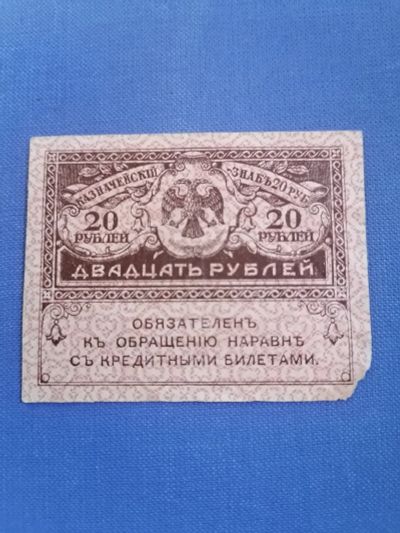 КАЗНАЧЕЙСКІЙ ЗНАКЪ 20 РУБ.
20 РУБЛЕЙ
20 РУБЛЕЙ
ДВАДЦАТЬ РУБЛЕЙ
ОБЯЗАТЕЛЕНЪ
КЪ ОБРАЩЕНІЮ НАРАВНѢ
СЪ КРЕДИТНЫМИ БИЛЕТАМИ.